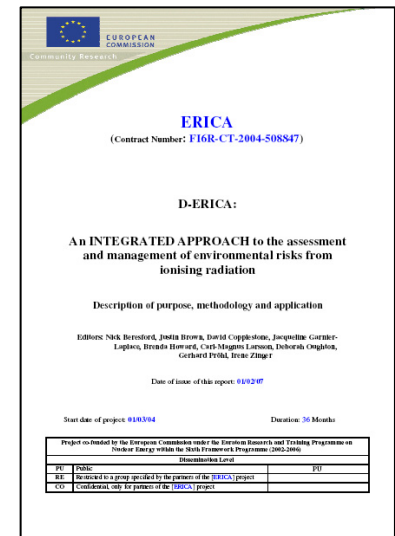 EUROPEAN
COMMISSION
Community Research
ERICA
(Contract Number: FI6R-CT-2004-508847)
D-ERICA:
An INTEGRATED APPROACH to the assessment
and management of environmental risks from
ionising radiation
Description of purpose, methodology and application
Editors: Nick Beresford, Justin Brown, David Copplestone, Jacqueline Garnier-
Laplace, Brenda Howard, Carl-Magnus Larsson, Deborah Oughton,
Gerhard Pröhl, Irene Zinger
Date of issue of this report: 01/02/07
Start date of project: 01/03/04 Duration: 36 Months
Project co-funded by the European Commission under the Euratom Research and Training Programme on
Nuclear Energy within the Sixth Framework Programme (2002-2006)
Dissemination Level
PU Public PU
RE Restricted to a group specified by the partners of the [ERICA] project
CO Confidential, only for partners of the [ERICA] project